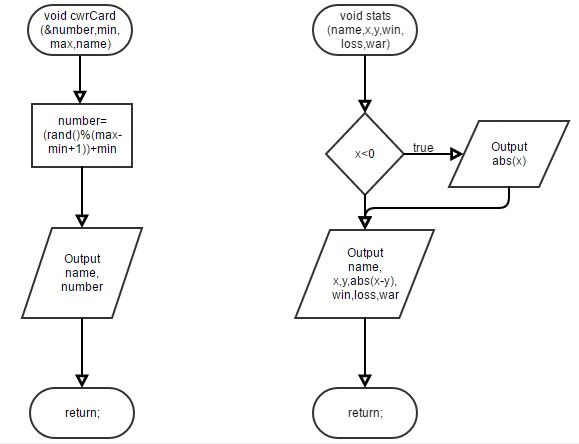 void cwrCard
(&number,min,
max,name)
number=
(rand()%(max-
min+1))+min
Output
name,
number
return;
void stats
(name,x,y,win,
loss,war)
x<0
true
Output
abs(x)
Output
name,
x,y,abs(x-y),
win,loss,war
return;